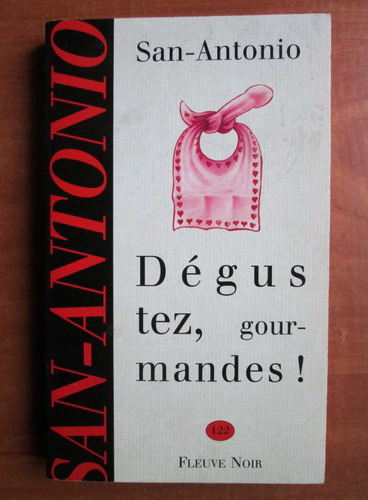 SAN-ANTONIO
San-Antonio
Dégus
tez, gour-
mandes !
122
FLEUVE NOIR